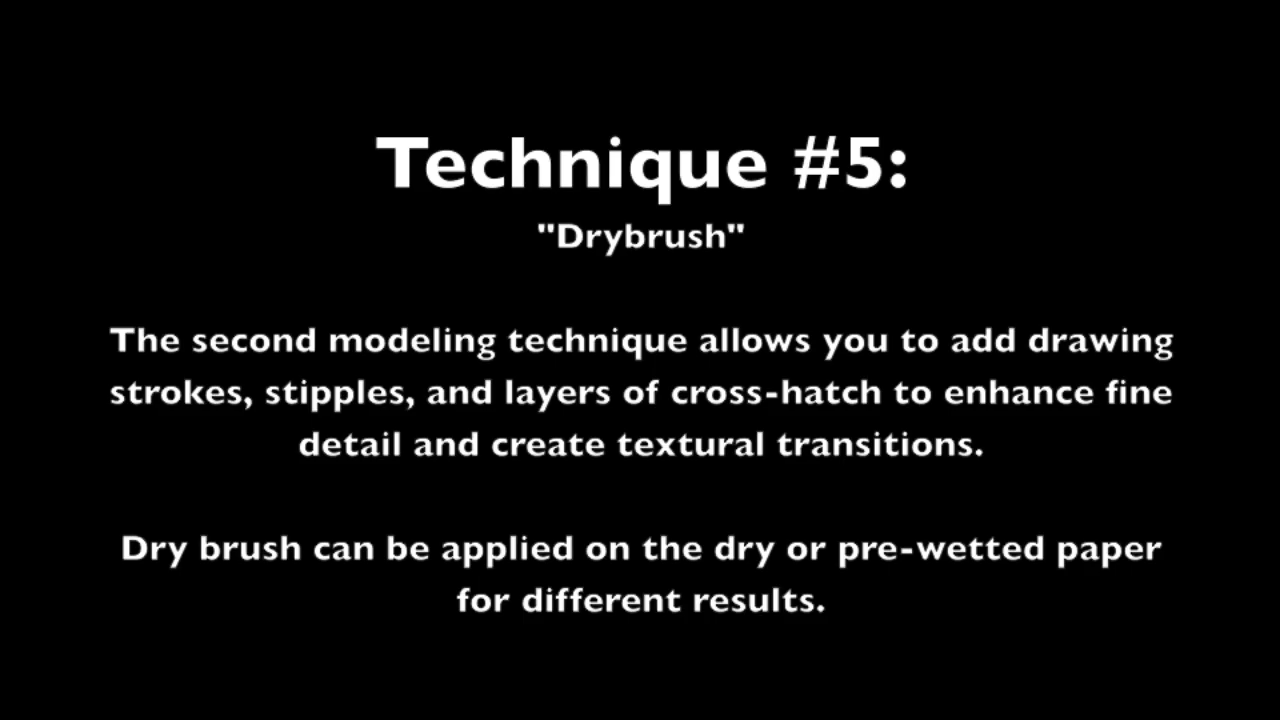 Technique #5:
"Drybrush"
The second modeling technique allows you to add drawing
strokes, stipples, and layers of cross-hatch to enhance fine
detail and create textural transitions.
Dry brush can be applied on the dry or pre-wetted paper
for different results.